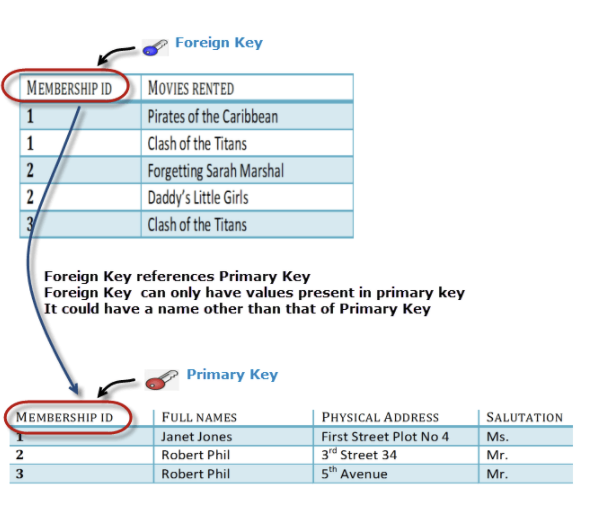 Foreign Key
MEMBERSHIP ID MOVIES RENTED
1 Pirates of the Caribbean
1 Clash of the Titans
2 Forgetting Sarah Marshal
2 Daddy's Little Girls
3 Clash of the Titans
Foreign Key references Primary Key
Foreign Key can only have values present in primary key
It could have a name other than that of Primary Key
Primary Key
MEMBERSHIP ID FULL NAMES PHYSICAL ADDRESS SALUTATION
1 Janet Jones First Street Plot No 4 Ms.
2 Robert Phil 3rd Street 34 Mr.
3 Robert Phil 5th Avenue Mr.